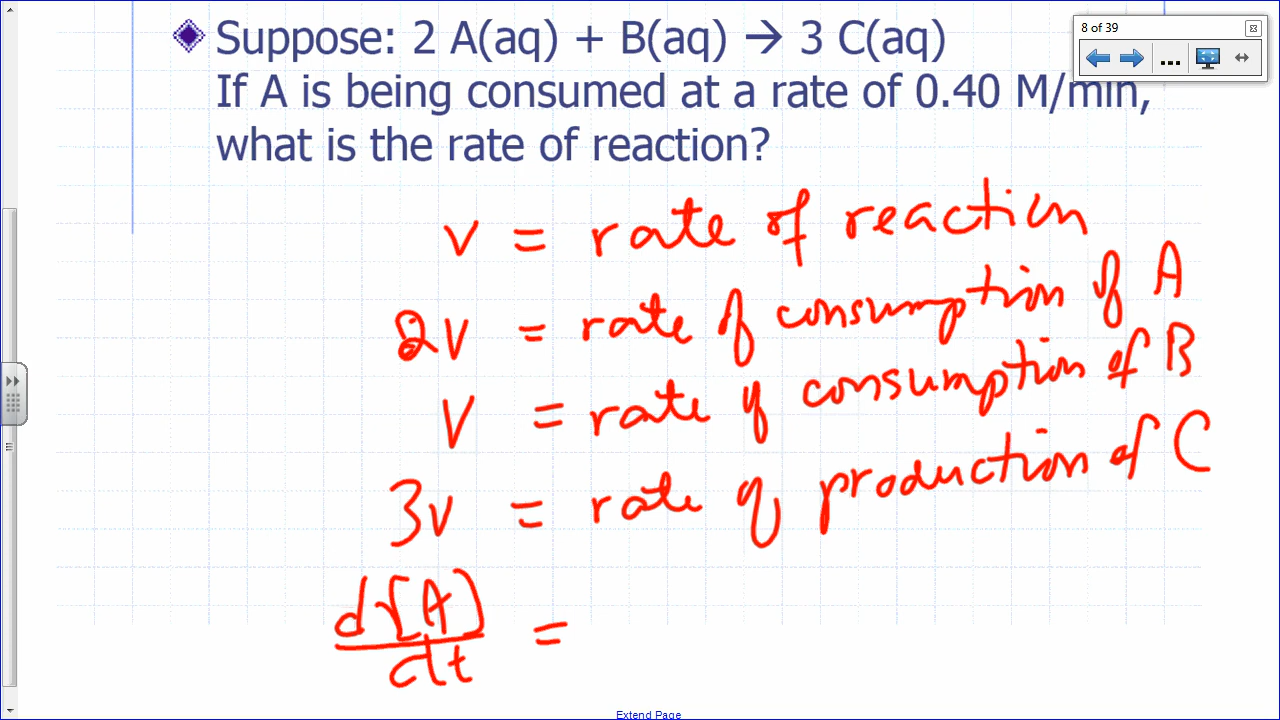 Suppose: 2 A(aq) + B(aq) → 3 C(aq)
8 of 39
If A is being consumed at a rate of 0.40 M/min,
what is the rate of reaction?
v = rate of reaction
2v = rate of consumption of A
v = rate of consumption of B
3v = rate of production of C
d[A]
dt
=
Extend Page